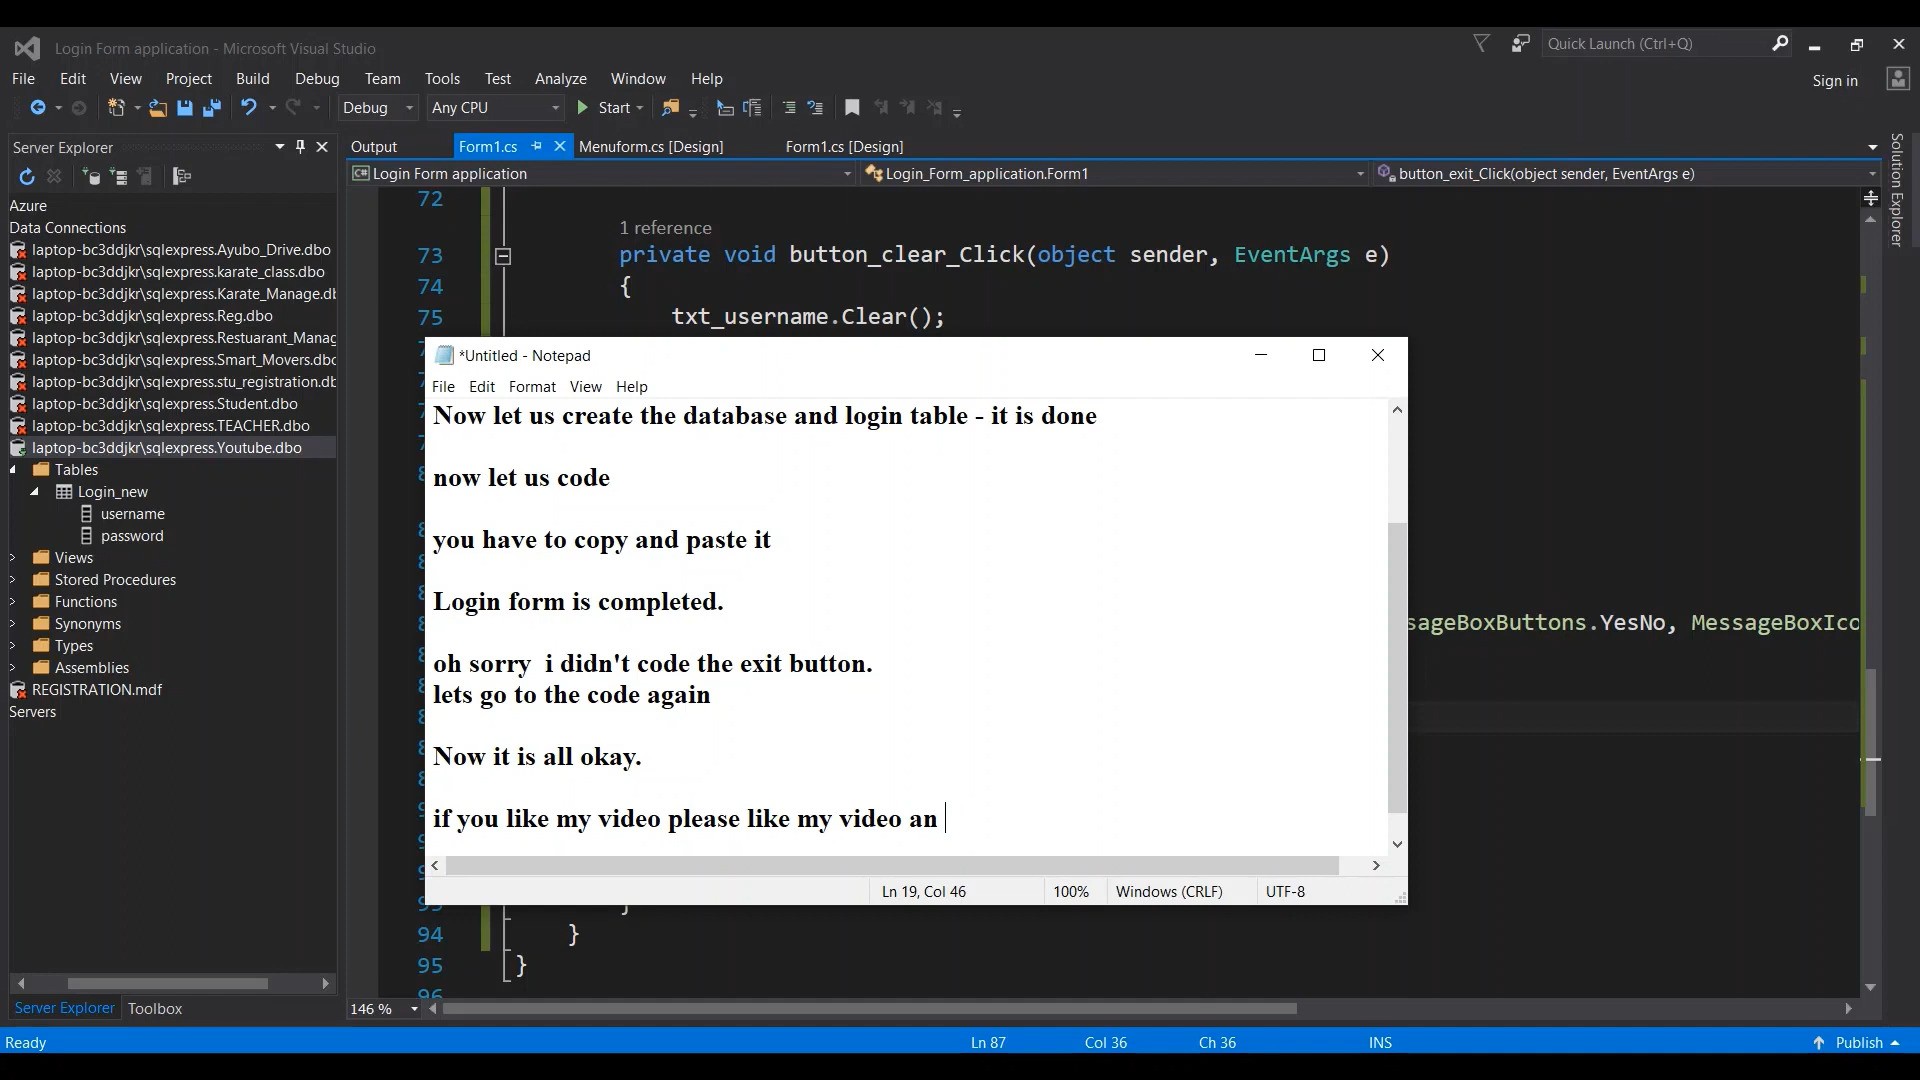 Login Form application - Microsoft Visual Studio
Quick Launch (Ctrl+Q)
File Edit View Project Build Debug Team Tools Test Analyze Window Help
Sign in
Debug Any CPU Start
Server Explorer
Output Form1.cs Menuform.cs [Design] Form1.cs [Design]
Login Form application Login_Form_application.Form1 button_exit_Click(object sender, EventArgs e)
Solution Explorer
Azure
Data Connections
laptop-bc3ddjkr\sqlexpress.Ayubo_Drive.dbo
laptop-bc3ddjkr\sqlexpress.karate_class.dbo
laptop-bc3ddjkr\sqlexpress.Karate_Manage.db
laptop-bc3ddjkr\sqlexpress.Reg.dbo
laptop-bc3ddjkr\sqlexpress.Restuarant_Manag
laptop-bc3ddjkr\sqlexpress.Smart_Movers.dbo
laptop-bc3ddjkr\sqlexpress.stu_registration.db
laptop-bc3ddjkr\sqlexpress.Student.dbo
laptop-bc3ddjkr\sqlexpress.TEACHER.dbo
laptop-bc3ddjkr\sqlexpress.Youtube.dbo
Tables
Login_new
username
password
Views
Stored Procedures
Functions
Synonyms
Types
Assemblies
REGISTRATION.mdf
Servers
Server Explorer Toolbox
72
1 reference
73 private void button_clear_Click(object sender, EventArgs e)
74 {
75 txt_username.Clear();
*Untitled - Notepad
File Edit Format View Help
Now let us create the database and login table - it is done
now let us code
you have to copy and paste it
Login form is completed.
oh sorry  i didn't code the exit button.
lets go to the code again
Now it is all okay.
if you like my video please like my video an
Ln 19, Col 46 100% Windows (CRLF) UTF-8
sageBoxButtons.YesNo, MessageBoxIco
94 }
95 }
96
146 %
Ready Ln 87 Col 36 Ch 36 INS Publish